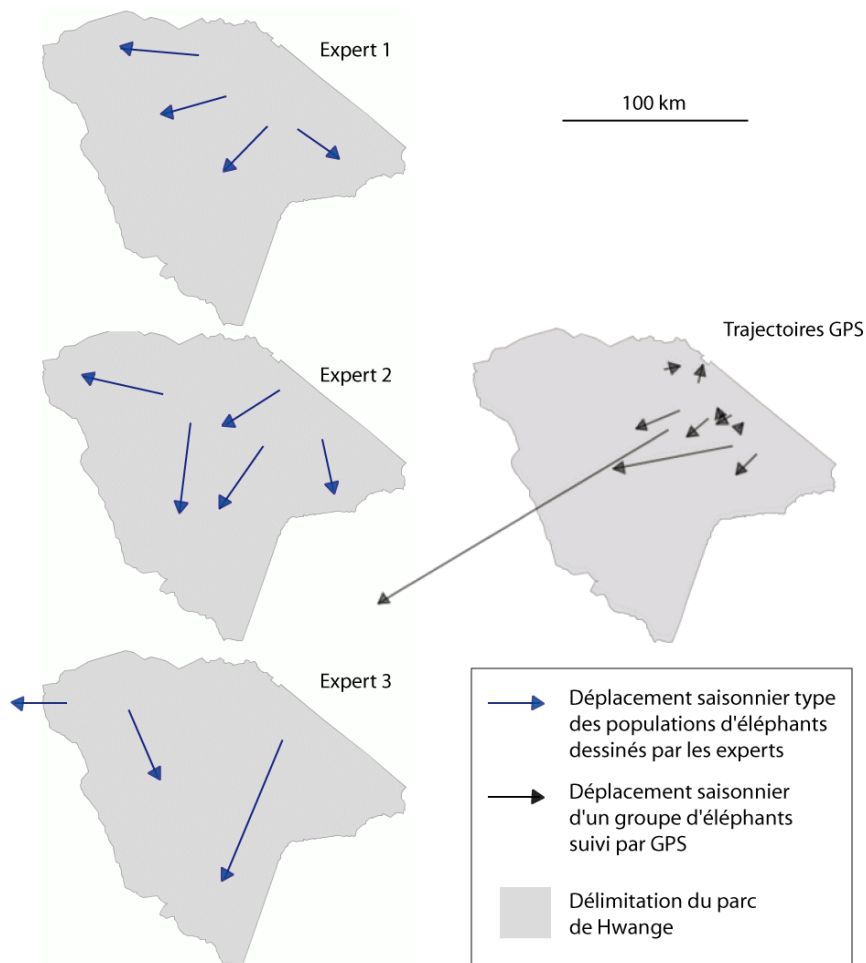 Expert 1
100 km
Expert 2
Trajectoires GPS
Expert 3
Déplacement saisonnier type
des populations d'éléphants
dessinés par les experts
Déplacement saisonnier
d'un groupe d'éléphants
suivi par GPS
Délimitation du parc
de Hwange